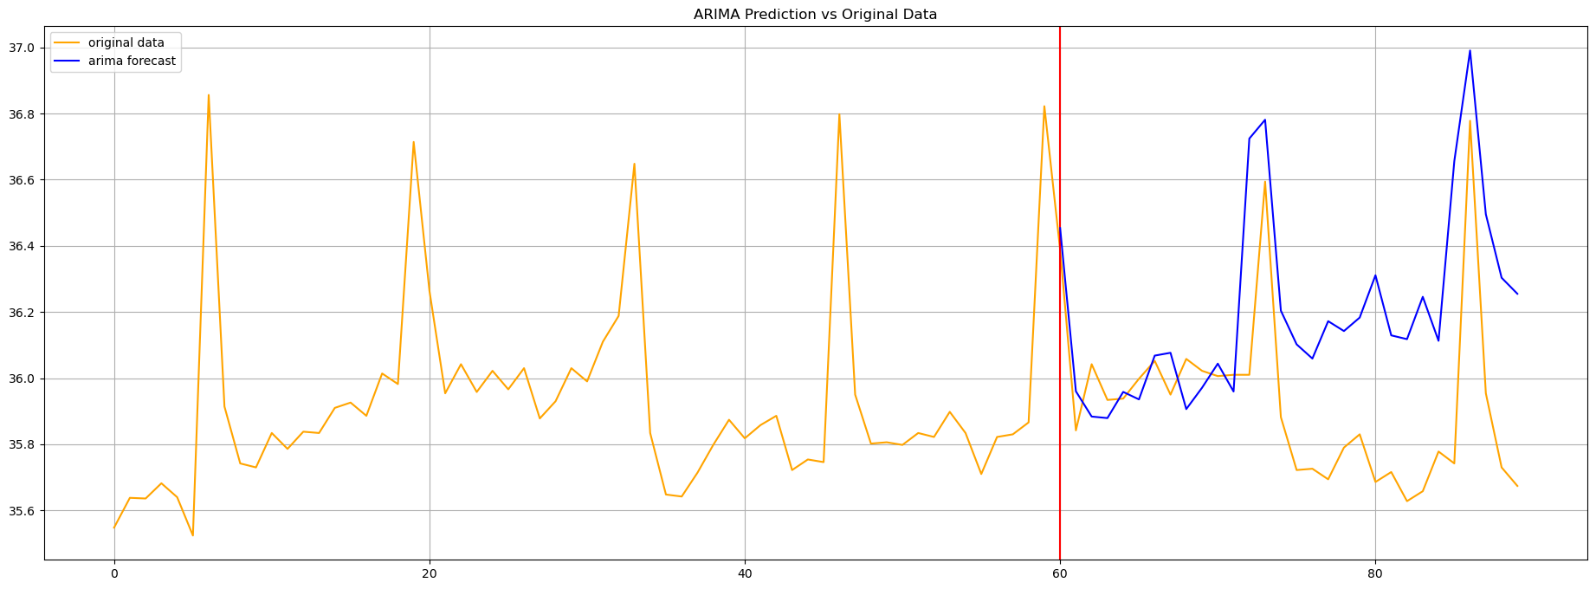 ARIMA Prediction vs Original Data
original data
arima forecast
37.0
36.8
36.6
36.4
36.2
36.0
35.8
35.6
0 20 40 60 80